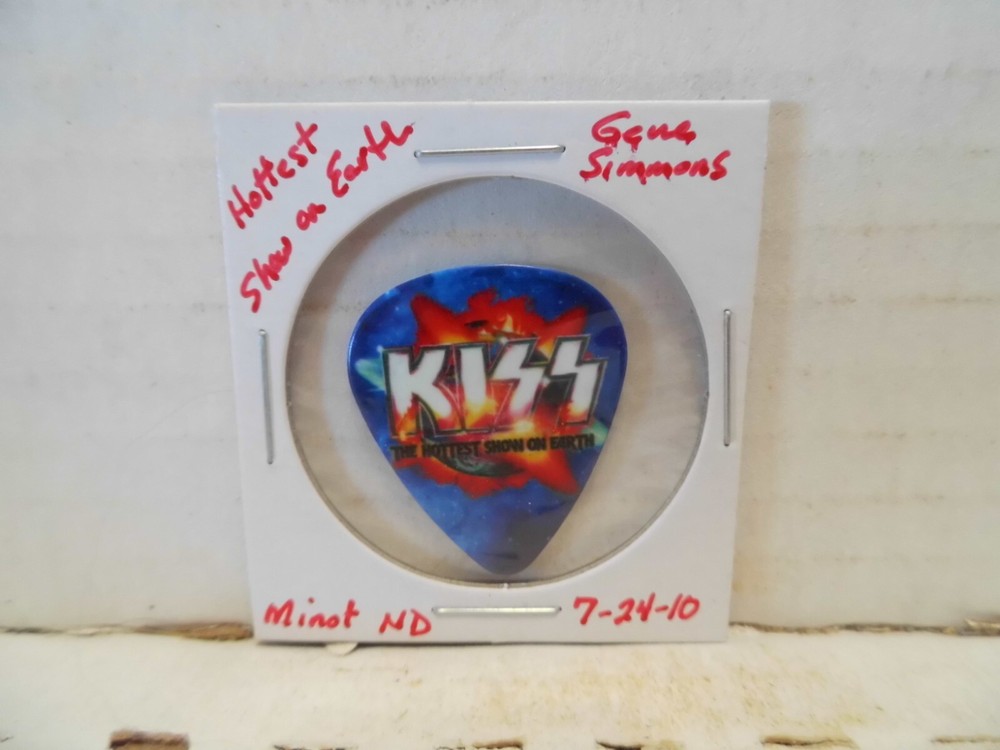 Hottest
Show on Earth
Gene
Simmons
KISS
THE HOTTEST SHOW ON EARTH
Minot ND
7-24-10